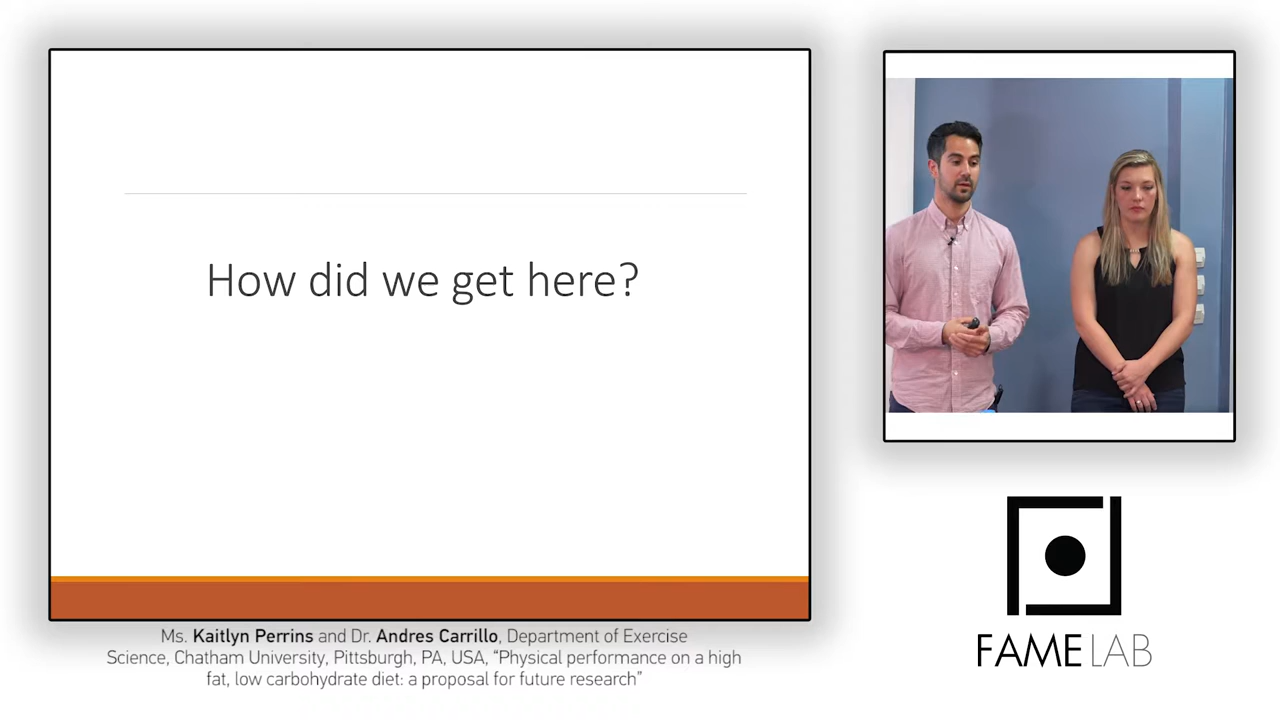 How did we get here?
Ms. Kaitlyn Perrins and Dr. Andres Carrillo, Department of Exercise
Science, Chatham University, Pittsburgh, PA, USA, “Physical performance on a high
fat, low carbohydrate diet: a proposal for future research”
FAME LAB